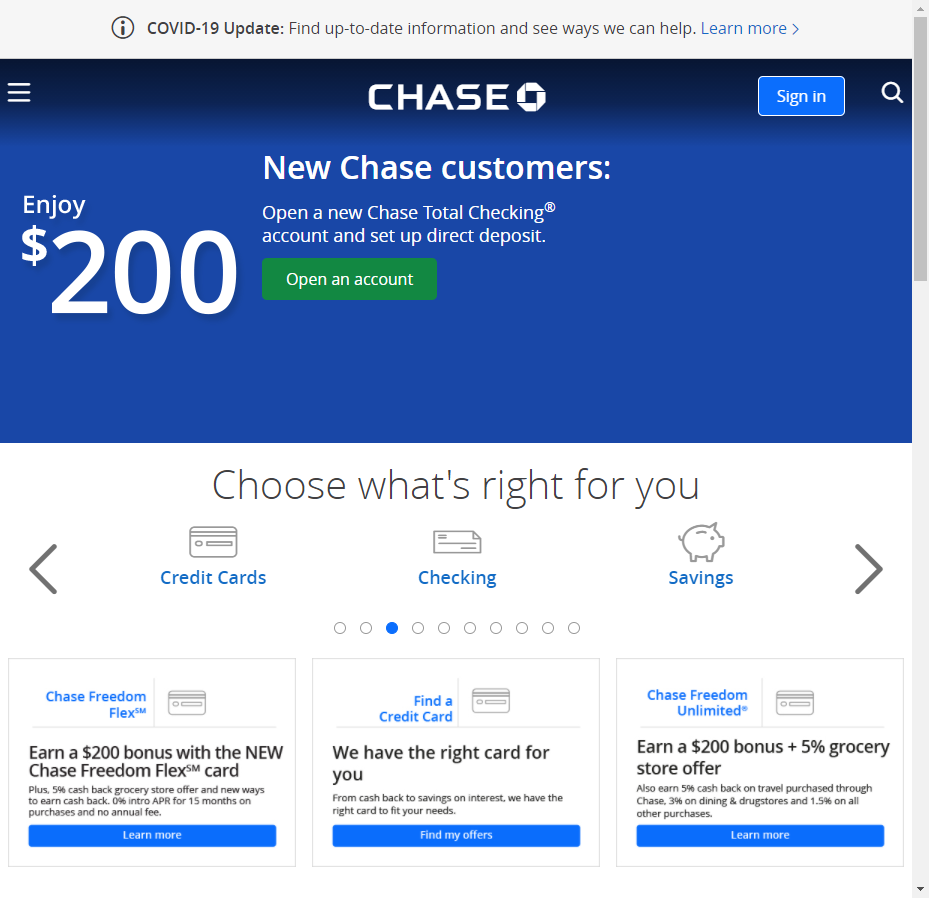 COVID-19 Update: Find up-to-date information and see ways we can help. Learn more
CHASE
Sign in
New Chase customers:
Enjoy
$200
Open a new Chase Total Checking®
account and set up direct deposit.
Open an account
Choose what's right for you
Credit Cards
Checking
Savings
Chase Freedom
Flex℠
Earn a $200 bonus with the NEW
Chase Freedom Flex℠ card
Plus, 5% cash back grocery store offer and new ways
to earn cash back. 0% intro APR for 15 months on
purchases and no annual fee.
Learn more
Find a
Credit Card
We have the right card for
you
From cash back to savings on interest, we have the
right card to fit your needs.
Find my offers
Chase Freedom
Unlimited®
Earn a $200 bonus + 5% grocery
store offer
Also earn 5% cash back on travel purchased through
Chase, 3% on dining & drugstores and 1.5% on all
other purchases.
Learn more